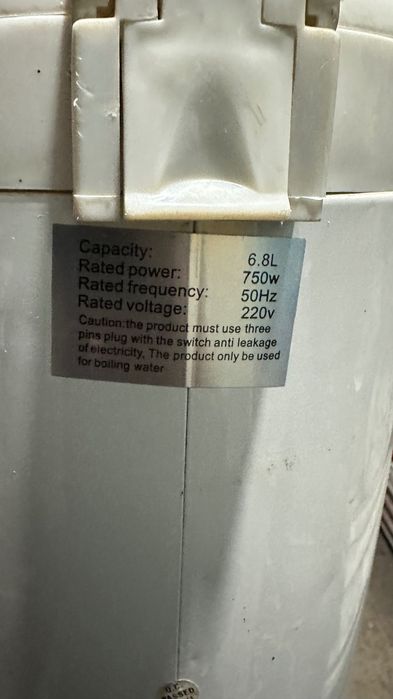 Capacity: 6.8L
Rated power: 750w
Rated frequency: 50Hz
Rated voltage: 220v
Caution:the product must use three
pins plug with the switch anti leakage
of electricity, The product only be used
for boiling water
PASSED